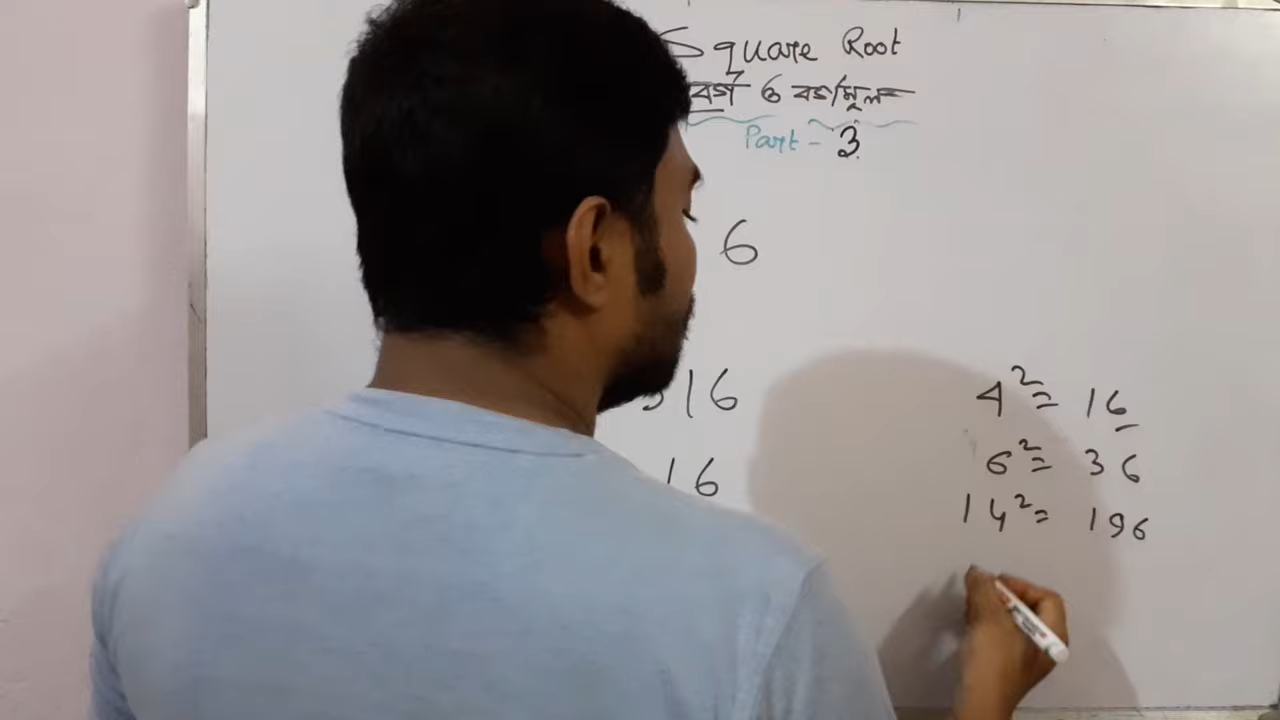 Square Root
বর্গ ও বর্গমূল
Part - 3
6
16
16
4² = 16
6² = 36
14² = 196